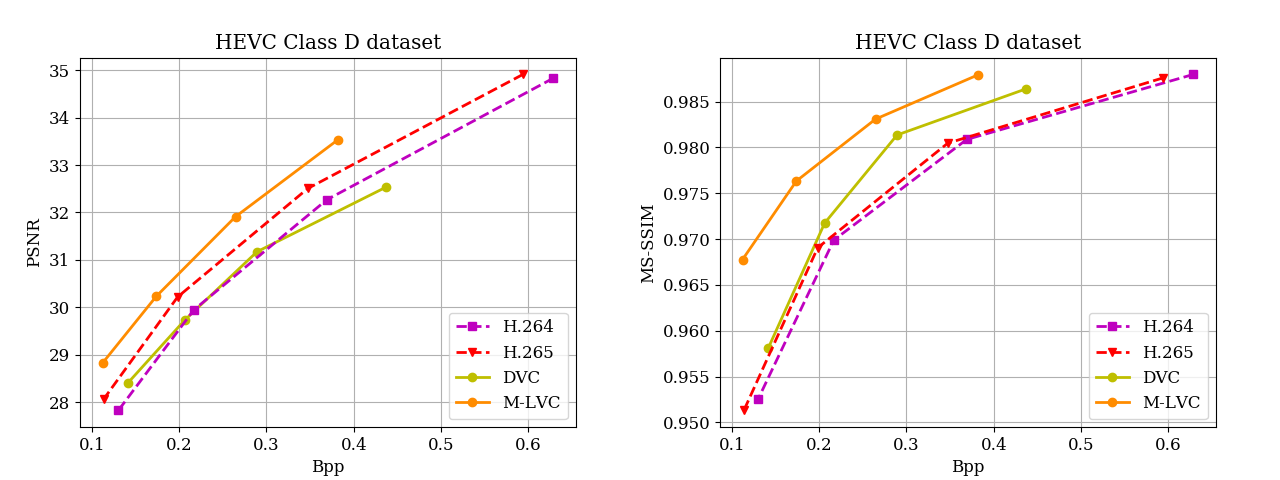 HEVC Class D dataset
35
34
33
32
31
30
29
28
PSNR
0.1 0.2 0.3 0.4 0.5 0.6
Bpp
H.264
H.265
DVC
M-LVC
HEVC Class D dataset
0.985
0.980
0.975
0.970
0.965
0.960
0.955
0.950
MS-SSIM
0.1 0.2 0.3 0.4 0.5 0.6
Bpp
H.264
H.265
DVC
M-LVC